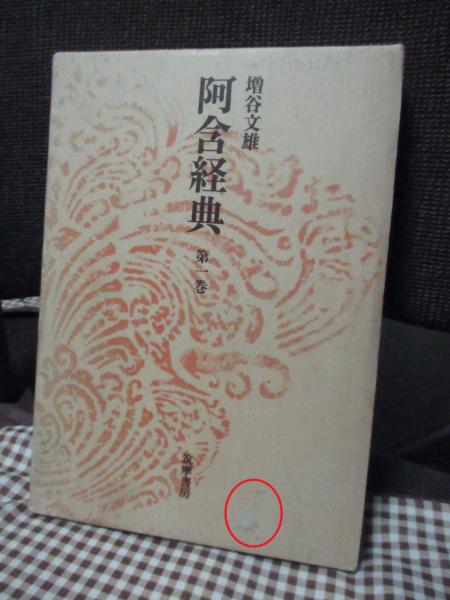 増谷文雄
阿含経典
第一巻
筑摩書房